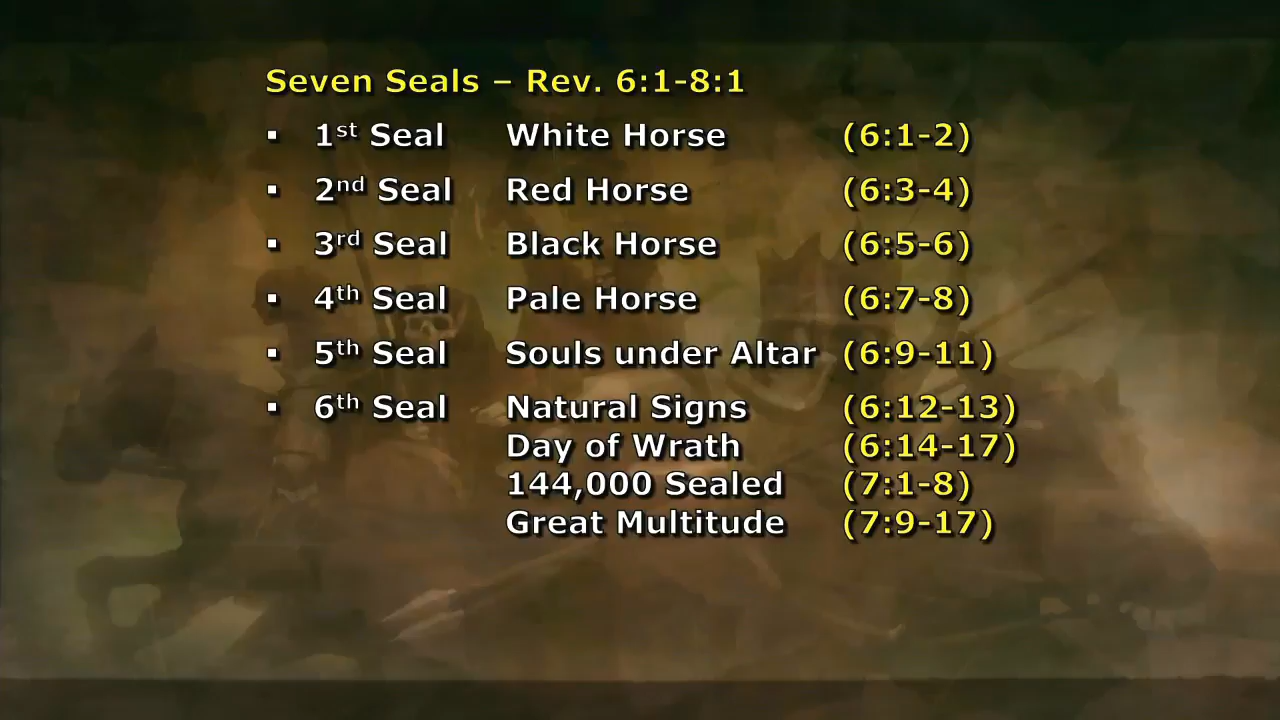 Seven Seals – Rev. 6:1-8:1
▪ 1st Seal White Horse (6:1-2)
▪ 2nd Seal Red Horse (6:3-4)
▪ 3rd Seal Black Horse (6:5-6)
▪ 4th Seal Pale Horse (6:7-8)
▪ 5th Seal Souls under Altar (6:9-11)
▪ 6th Seal Natural Signs (6:12-13)
Day of Wrath (6:14-17)
144,000 Sealed (7:1-8)
Great Multitude (7:9-17)